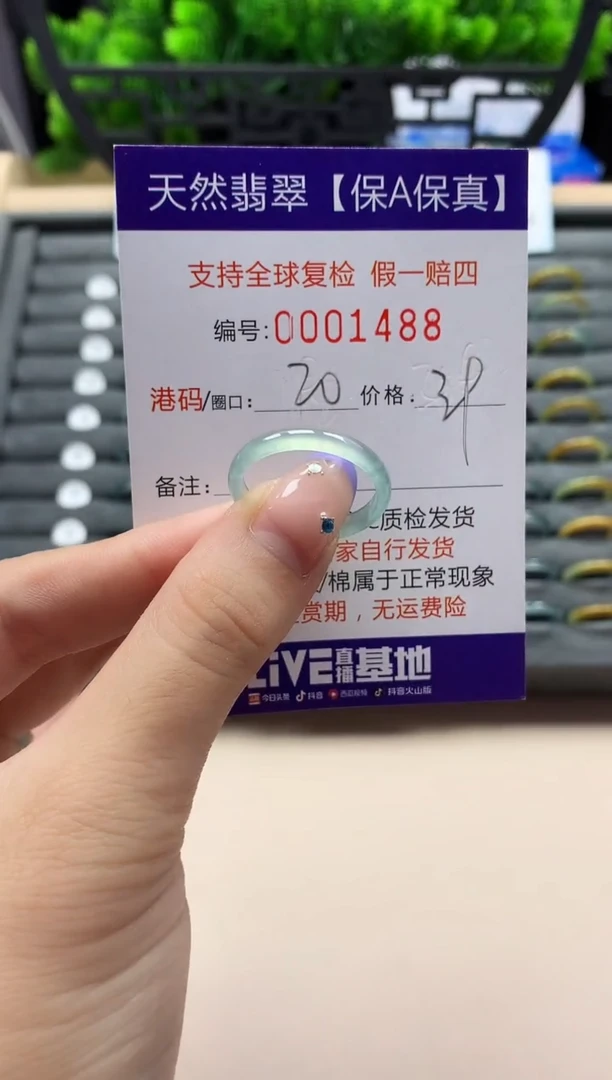 天然翡翠【保A保真】
支持全球复检 假一赔四
编号:0001488
港码/圈口: 20 价格:
备注:
质检发货
家自行发货
/棉属于正常现象
赏期，无运费险
LiVE直播基地
今日头条 抖音 西瓜视频 抖音火山版